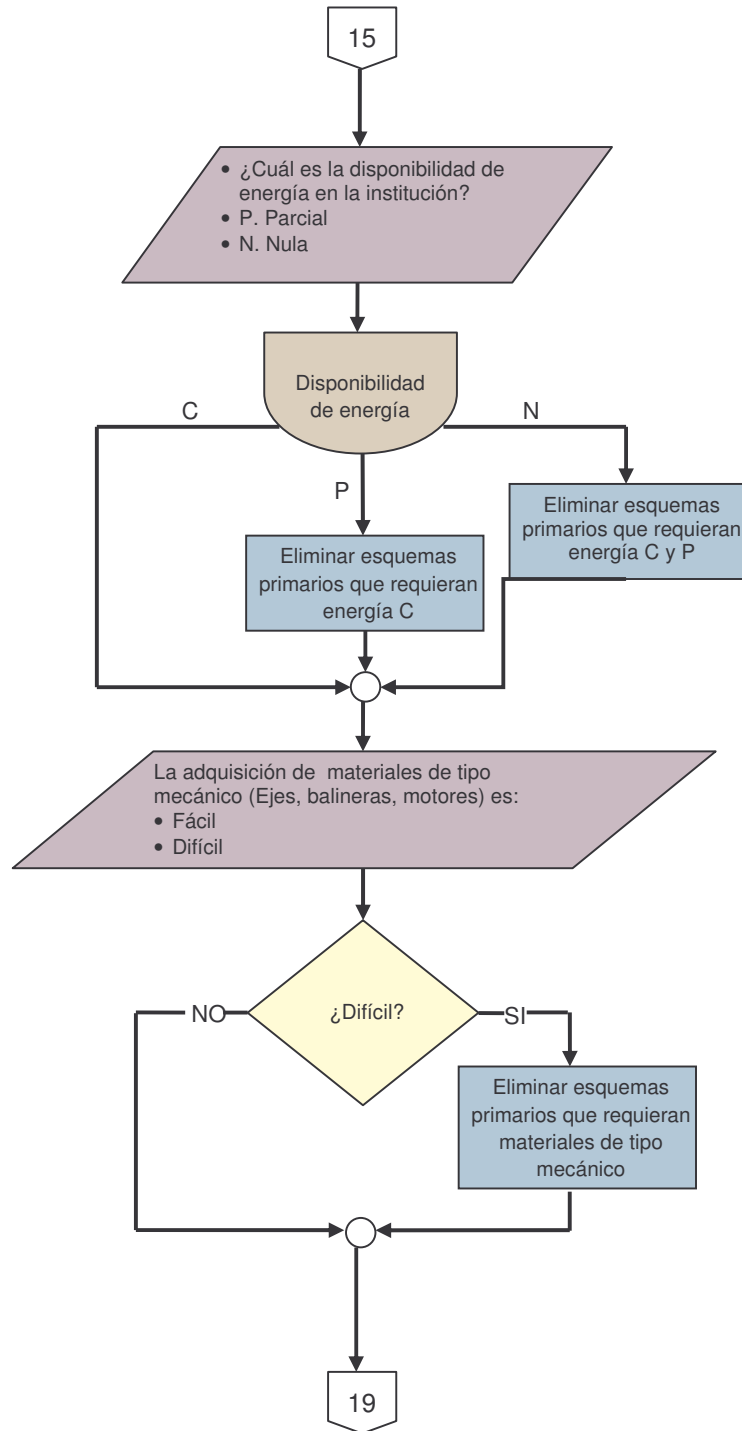 15
• ¿Cuál es la disponibilidad de
energía en la institución?
• P. Parcial
• N. Nula
Disponibilidad
de energía
C
N
P
Eliminar esquemas
primarios que requieran
energía C y P
Eliminar esquemas
primarios que requieran
energía C
La adquisición de materiales de tipo
mecánico (Ejes, balineras, motores) es:
• Fácil
• Difícil
¿Difícil?
NO
SI
Eliminar esquemas
primarios que requieran
materiales de tipo
mecánico
19